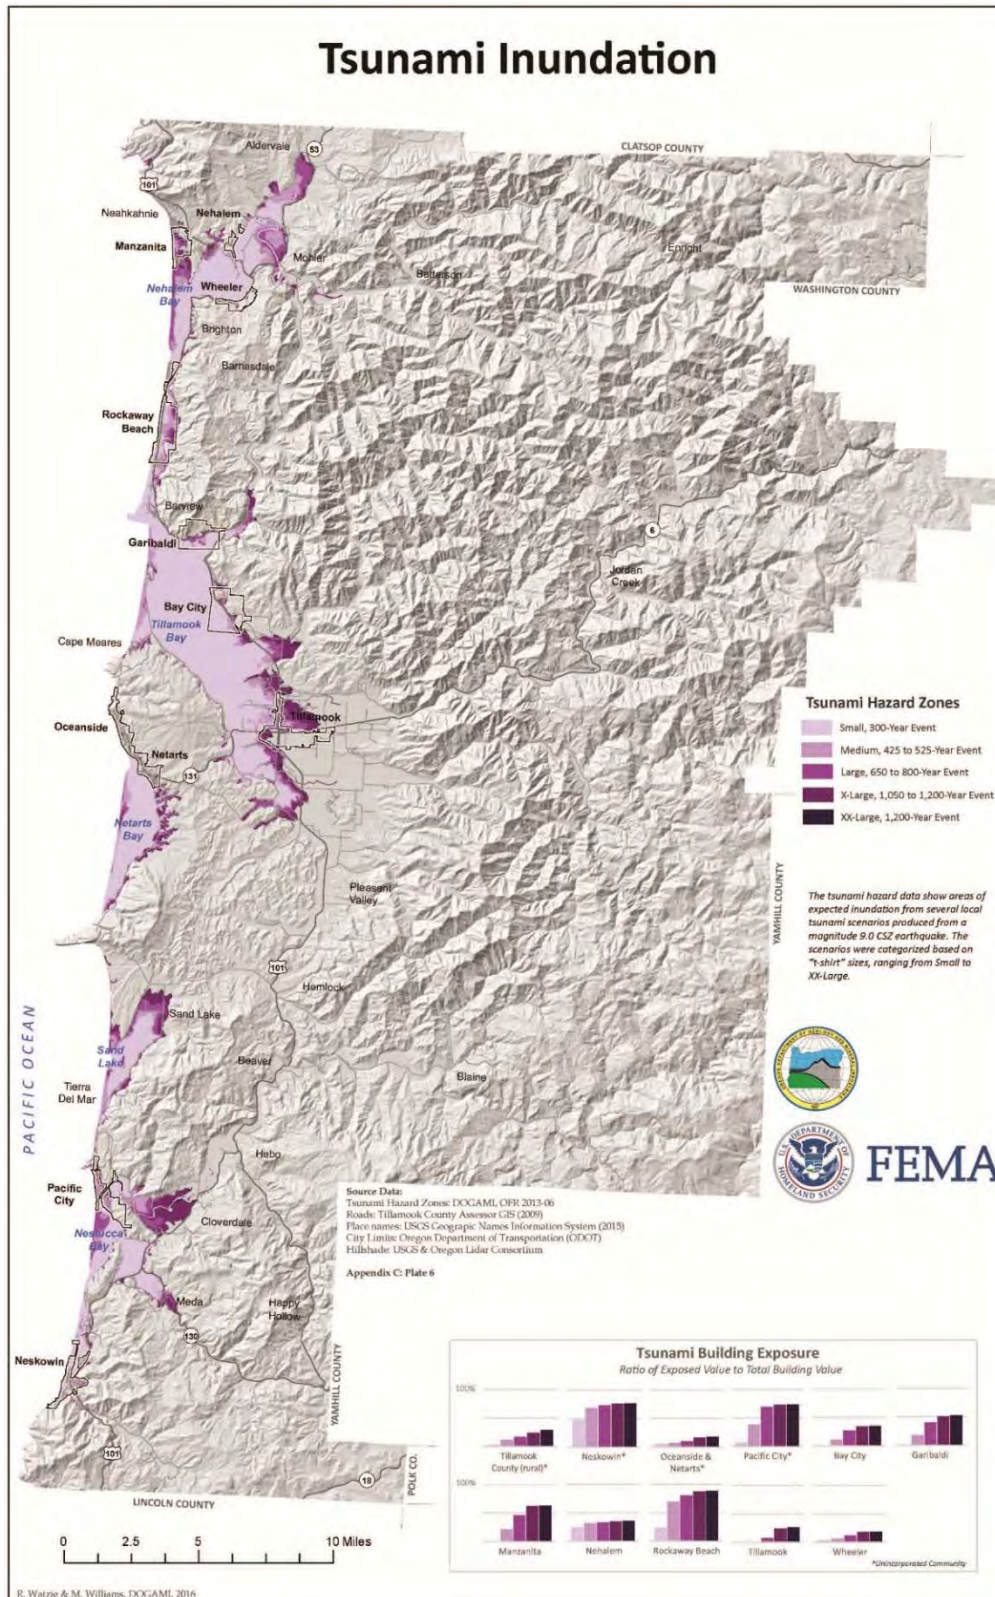 Tsunami Inundation
CLATSOP COUNTY
Aldervale
53
101
Neahkahnie
Nehalem
Manzanita
Mohler
Enright
Batterson
Nehalem
Bay
Wheeler
WASHINGTON COUNTY
Brighton
Barnesdale
Rockaway
Beach
Barview
Garibaldi
6
Jordan
Creek
Bay City
Tillamook
Bay
Cape Meares
Oceanside
Tillamook
Netarts
131
Netarts
Bay
Tsunami Hazard Zones
Small, 300-Year Event
Medium, 425 to 525-Year Event
Large, 650 to 800-Year Event
X-Large, 1,050 to 1,200-Year Event
XX-Large, 1,200-Year Event
Pleasant
Valley
YAMHILL COUNTY
The tsunami hazard data show areas of
expected inundation from several local
tsunami scenarios produced from a
magnitude 9.0 CSZ earthquake. The
scenarios were categorized based on
"t-shirt" sizes, ranging from Small to
XX-Large.
101
Hemlock
Sand Lake
PACIFIC OCEAN
Sand
Lake
Beaver
Blaine
Tierra
Del Mar
Hebo
U.S. DEPARTMENT OF
HOMELAND SECURITY
FEMA
Pacific
City
Cloverdale
Nestucca
Bay
Source Data:
Tsunami Hazard Zones: DOGAMI, OFR 2013-06
Roads: Tillamook County Assessor GIS (2009)
Place names: USGS Geograpic Names Information System (2015)
City Limits: Oregon Department of Transportation (ODOT)
Hillshade: USGS & Oregon Lidar Consortium
Appendix C: Plate 6
Meda
Happy
Hollow
130
Neskowin
YAMHILL COUNTY
101
18
POLK CO.
LINCOLN COUNTY
0 2.5 5 10 Miles
Tsunami Building Exposure
Ratio of Exposed Value to Total Building Value
100%
Tillamook
County (rural)*
Neskowin*
Oceanside &
Netarts*
Pacific City*
Bay City
Garibaldi
100%
Manzanita
Nehalem
Rockaway Beach
Tillamook
Wheeler
*Unincorporated Community
R. Watzig & M. Williams, DOGAMI, 2016